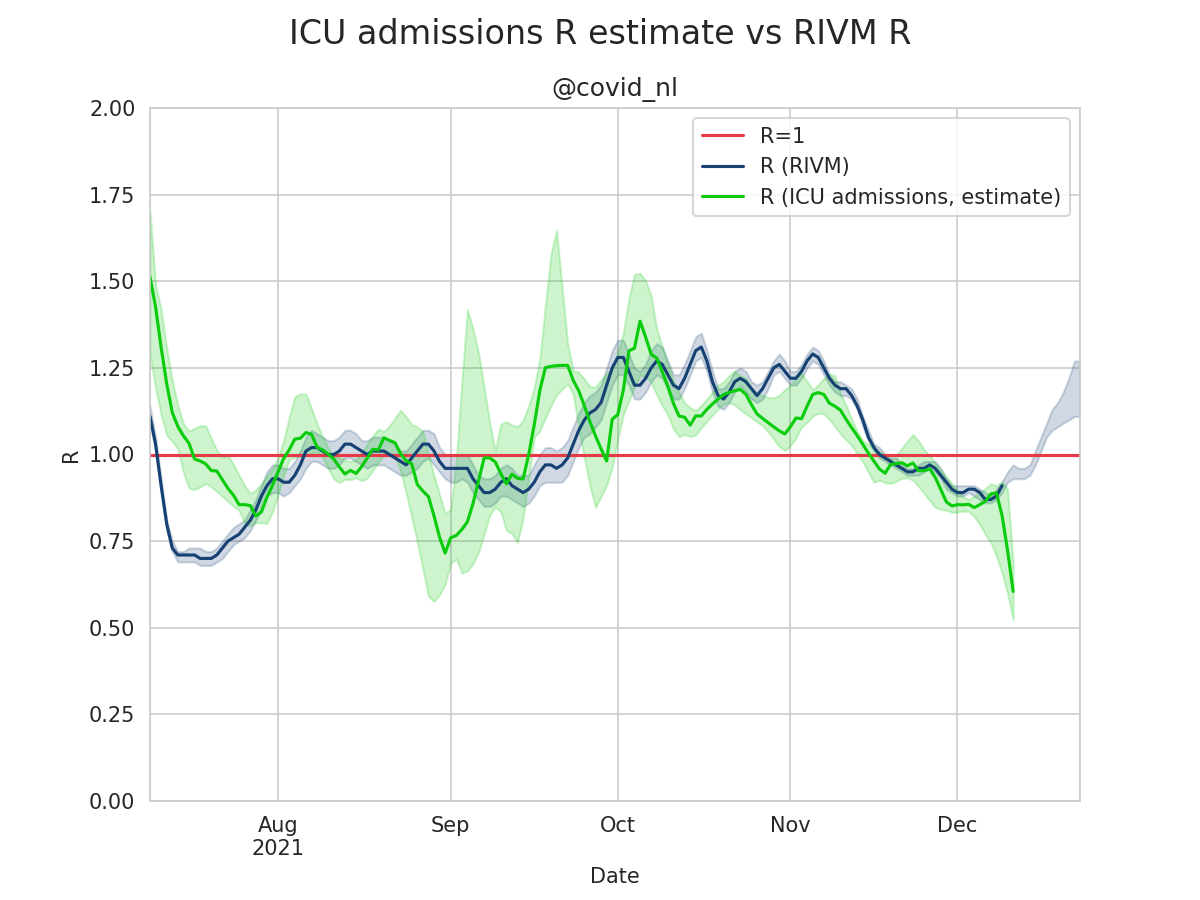 ICU admissions R estimate vs RIVM R
@covid_nl
R=1
R (RIVM)
R (ICU admissions, estimate)
2.00
1.75
1.50
1.25
1.00
0.75
0.50
0.25
0.00
R
Aug Sep Oct Nov Dec
2021
Date